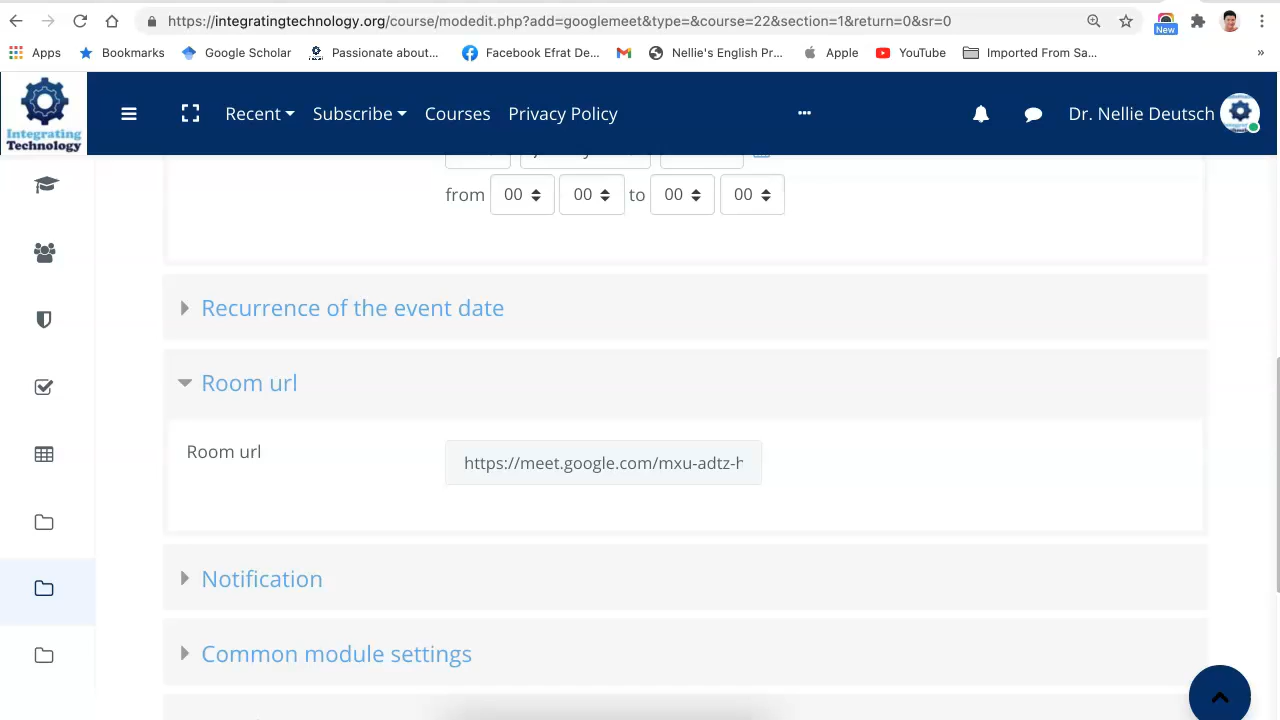 https://integratingtechnology.org/course/modedit.php?add=googlemeet&type=&course=22&section=1&return=0&sr=0
New
Apps Bookmarks Google Scholar Passionate about... Facebook Efrat De... Nellie's English Pr... Apple YouTube Imported From Sa... »
Integrating
Technology
Recent Subscribe Courses Privacy Policy Dr. Nellie Deutsch
from 00 00 to 00 00
Recurrence of the event date
Room url
Room url https://meet.google.com/mxu-adtz-h
Notification
Common module settings